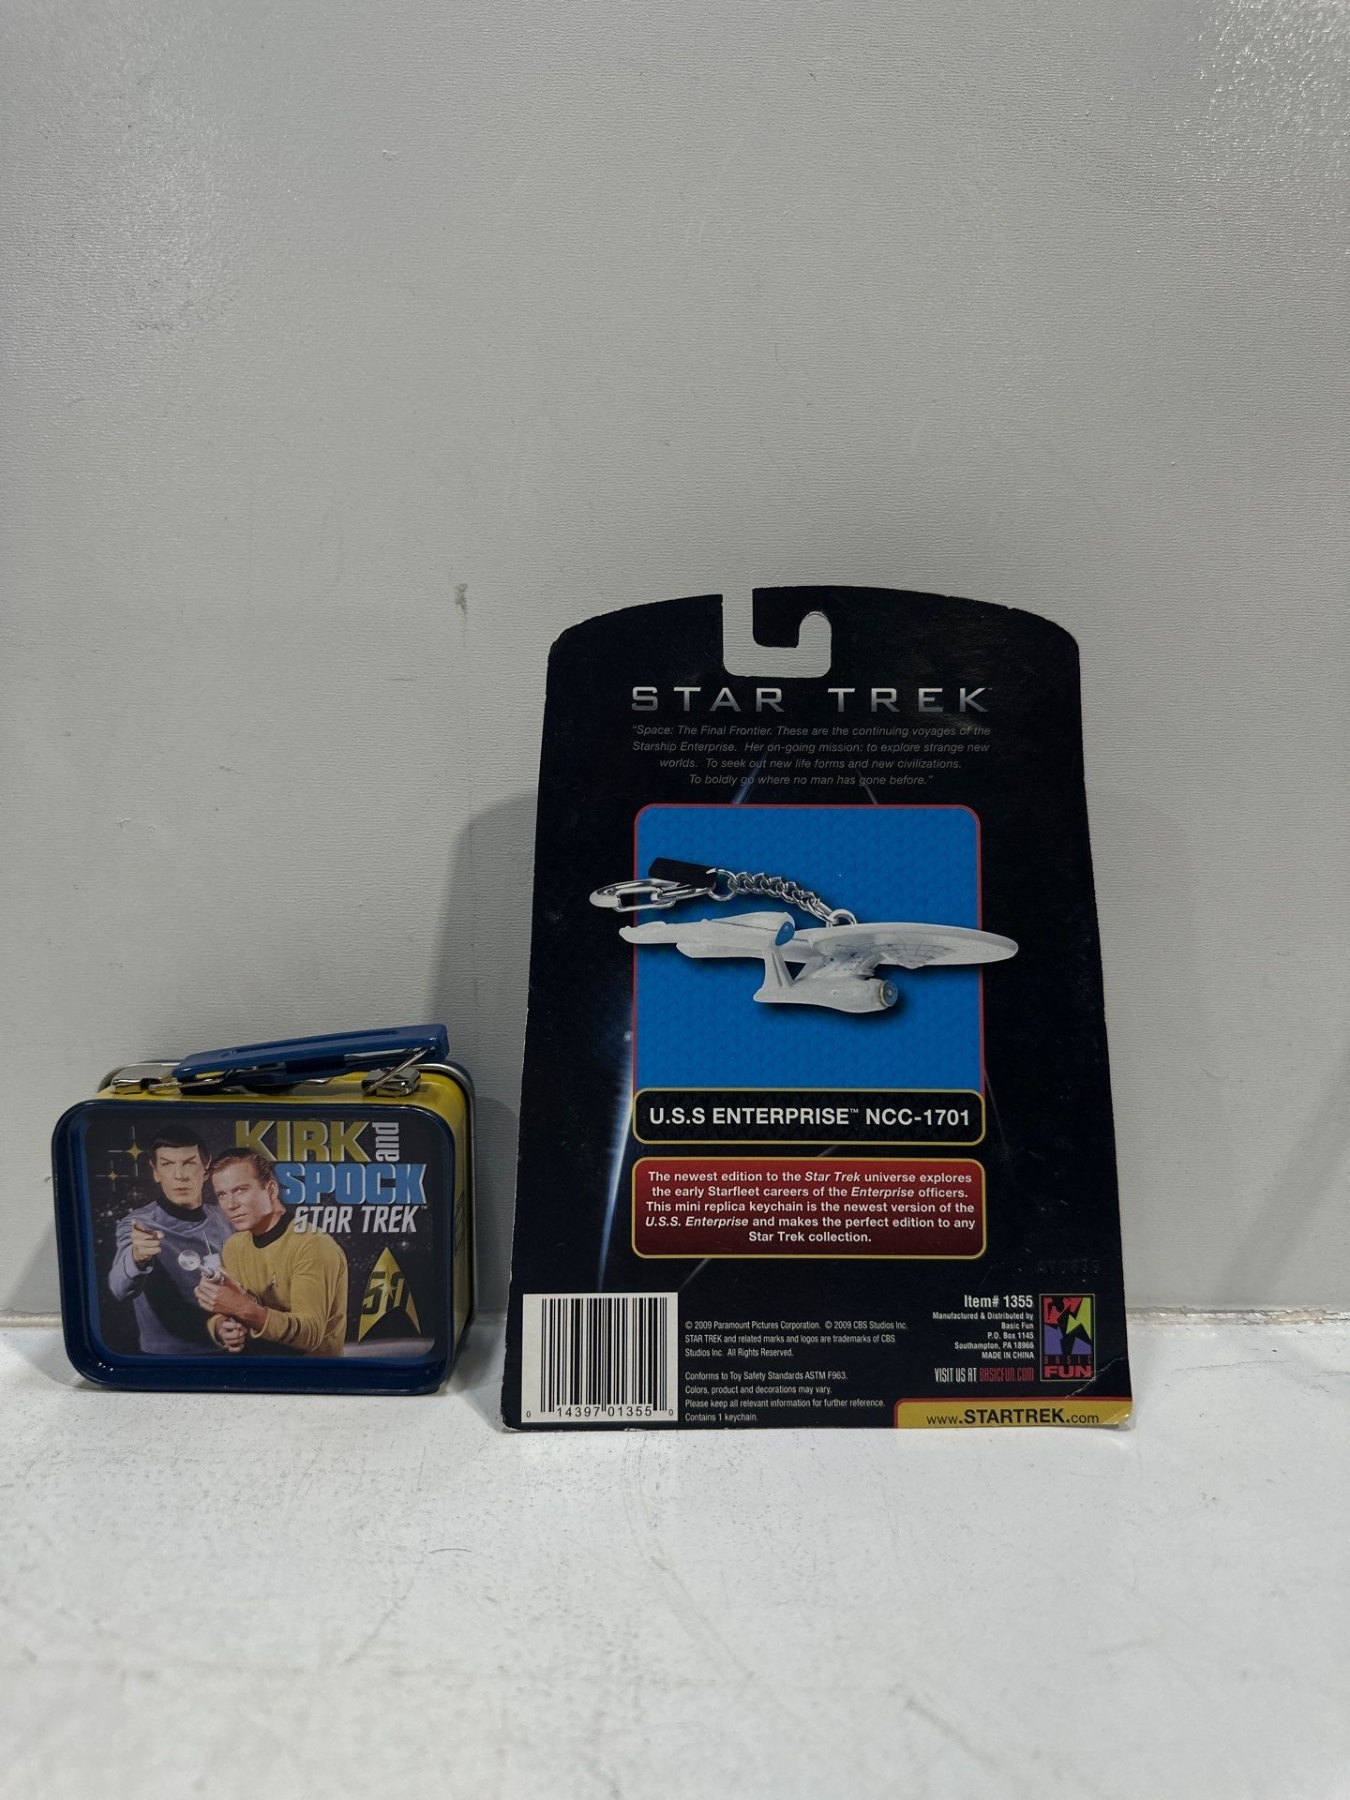 KIRK and
SPOCK
STAR TREK™
50
STAR TREK
"Space: The Final Frontier. These are the continuing voyages of the
Starship Enterprise. Her on-going mission: to explore strange new
worlds. To seek out new life forms and new civilizations.
To boldly go where no man has gone before."
U.S.S ENTERPRISE™ NCC-1701
The newest edition to the Star Trek universe explores
the early Starfleet careers of the Enterprise officers.
This mini replica keychain is the newest version of the
U.S.S. Enterprise and makes the perfect edition to any
Star Trek collection.
0 14397 01355 0
© 2009 Paramount Pictures Corporation. © 2009 CBS Studios Inc.
STAR TREK and related marks and logos are trademarks of CBS
Studios Inc. All Rights Reserved.
Conforms to Toy Safety Standards ASTM F963.
Colors, product and decorations may vary.
Please keep all relevant information for further reference.
Contains 1 keychain.
Item# 1355
Manufactured & Distributed by
Basic Fun
P.O. Box 1145
Southampton, PA 18966
MADE IN CHINA
VISIT US AT BASICFUN.COM
BASIC
FUN
www.STARTREK.com